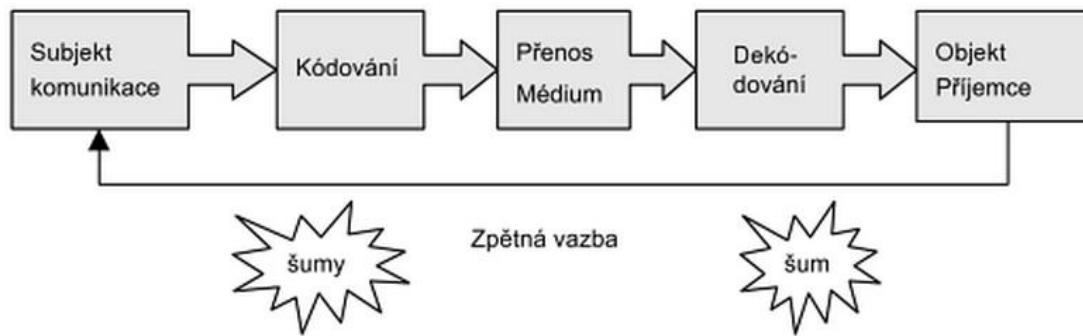 Subjekt
komunikace
Kódování
Přenos
Médium
Dekó-
dování
Objekt
Příjemce
Zpětná vazba
šumy
šum